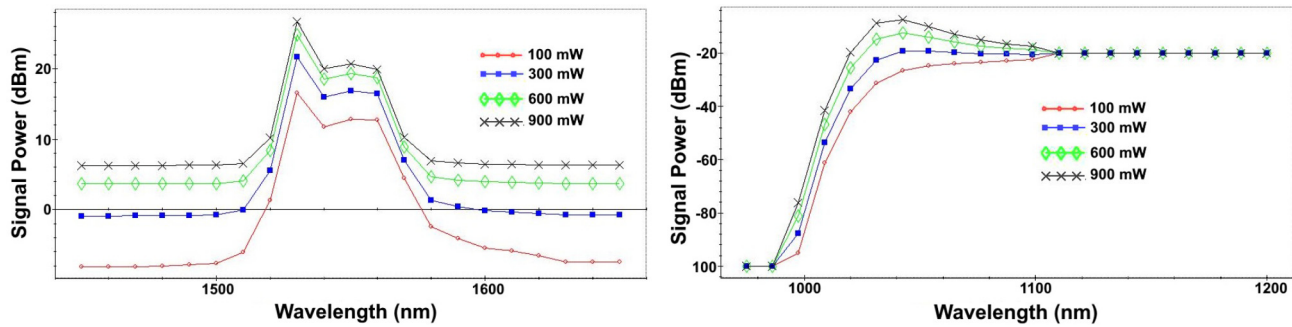 Signal Power (dBm)
20
10
0
100 mW
300 mW
600 mW
900 mW
1500
1600
Wavelength (nm)
Signal Power (dBm)
-20
-40
-60
-80
100
100 mW
300 mW
600 mW
900 mW
1000
1100
1200
Wavelength (nm)